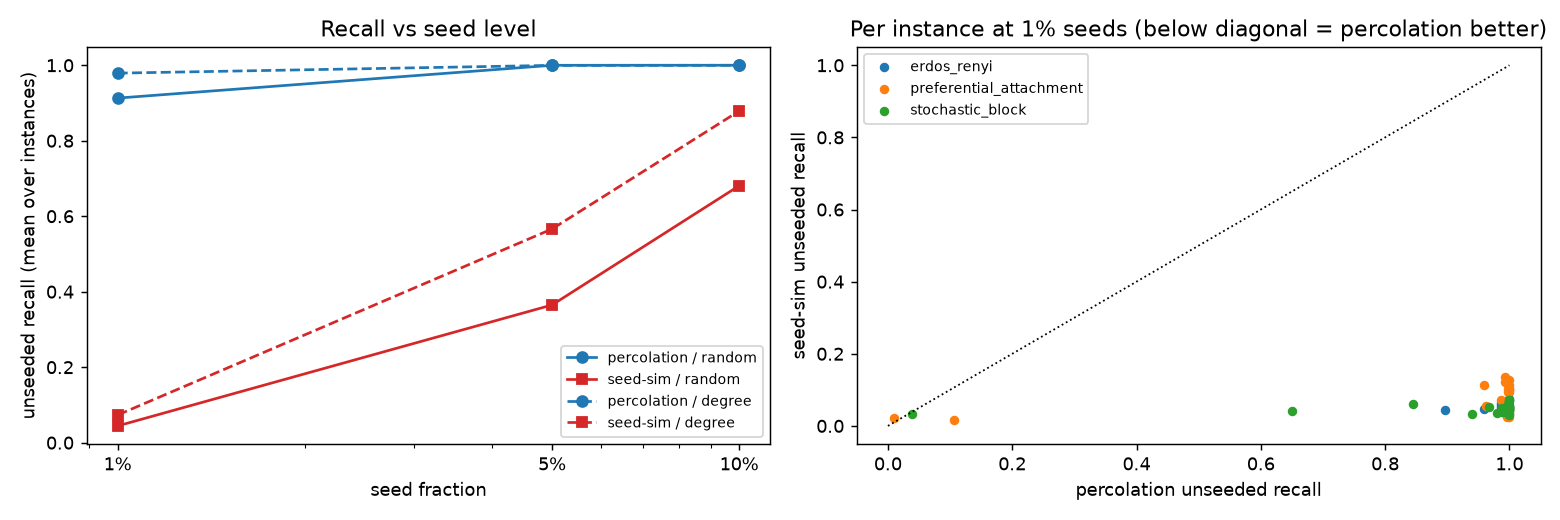 Recall vs seed level
unseeded recall (mean over instances)
1.0
0.8
0.6
0.4
0.2
0.0
1%
5%
10%
seed fraction
percolation / random
seed-sim / random
percolation / degree
seed-sim / degree
Per instance at 1% seeds (below diagonal = percolation better)
seed-sim unseeded recall
1.0
0.8
0.6
0.4
0.2
0.0
0.0
0.2
0.4
0.6
0.8
1.0
percolation unseeded recall
erdos_renyi
preferential_attachment
stochastic_block